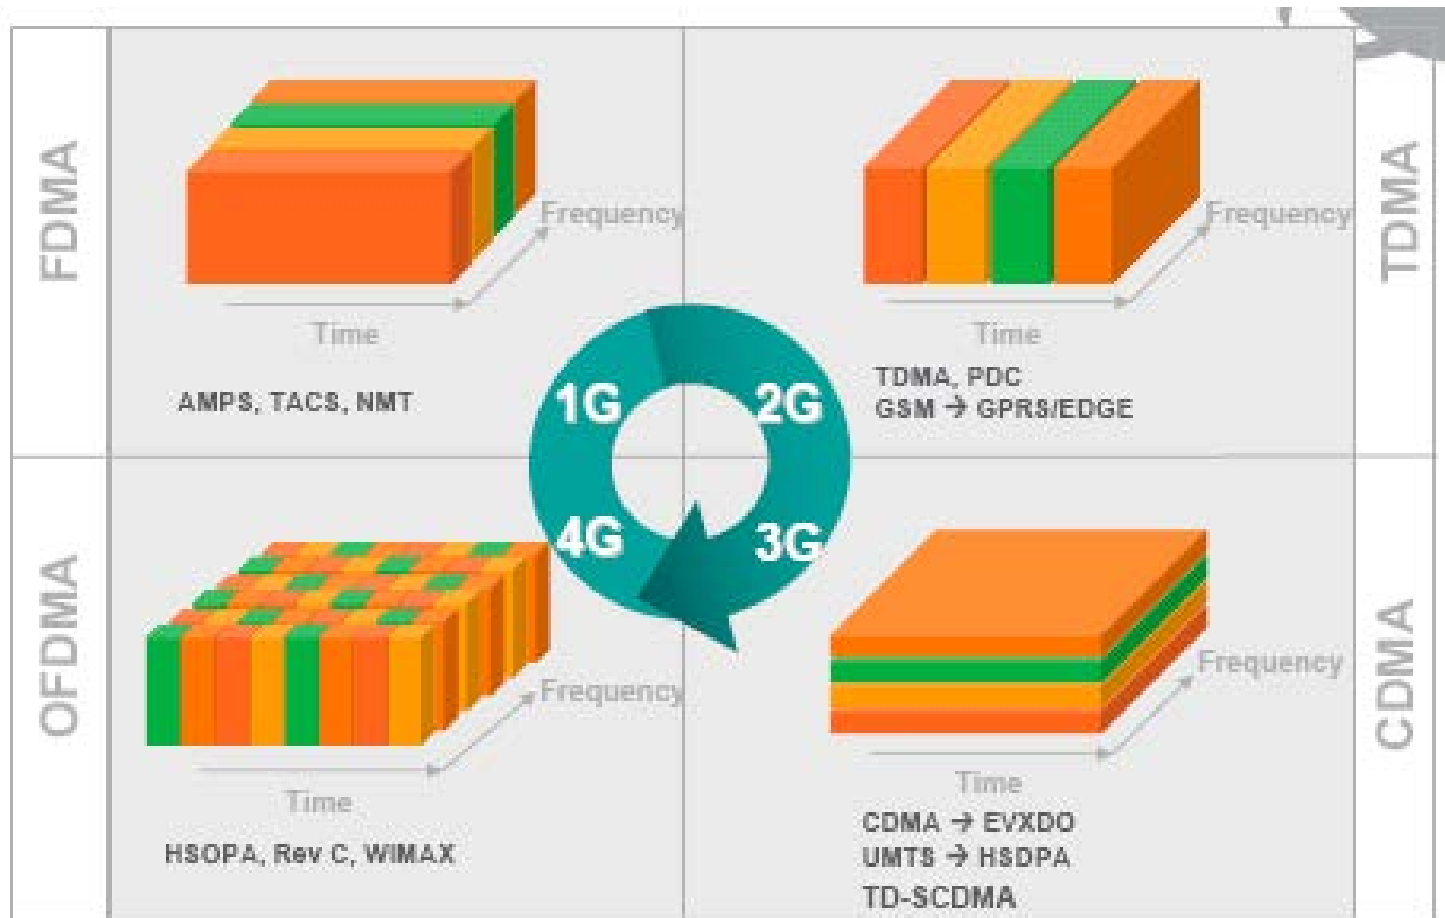 FDMA
Frequency
Time
AMPS, TACS, NMT
TDMA
Frequency
Time
TDMA, PDC
GSM → GPRS/EDGE
1G
2G
4G
3G
OFDMA
Frequency
Time
HSOPA, Rev C, WIMAX
CDMA
Frequency
Time
CDMA → EVXDO
UMTS → HSDPA
TD-SCDMA